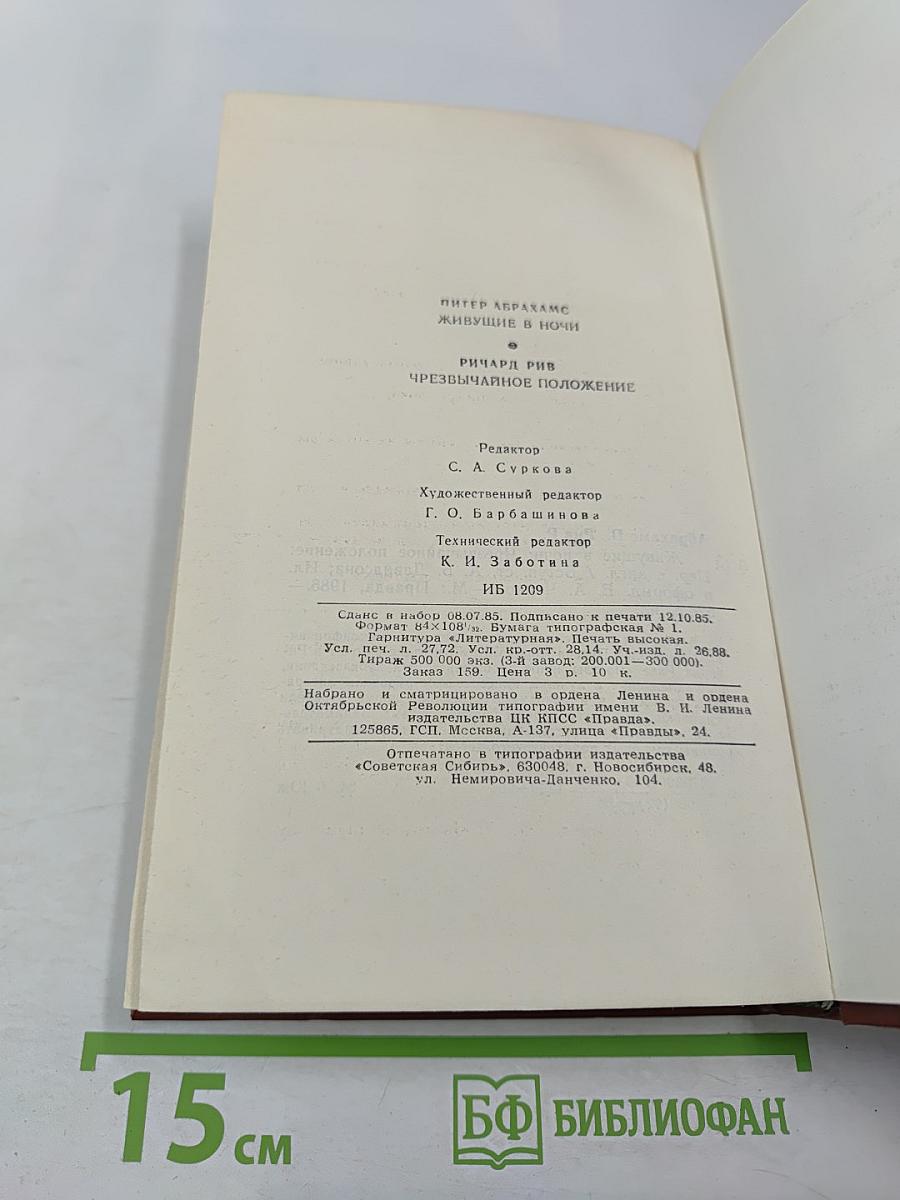 ПИТЕР АБРАХАМС
ЖИВУЩИЕ В НОЧИ
РИЧАРД РИВ
ЧРЕЗВЫЧАЙНОЕ ПОЛОЖЕНИЕ
Редактор
С. А. Суркова
Художественный редактор
Г. О. Барбашинова
Технический редактор
К. И. Заботина
ИБ 1209
Сдано в набор 08.07.85. Подписано к печати 12.10.85.
Формат 84×108¹/₃₂. Бумага типографская № 1.
Гарнитура «Литературная». Печать высокая.
Усл. печ. л. 27,72. Усл. кр.-отт. 28,14. Уч.-изд. л. 26,88.
Тираж 500 000 экз. (3-й завод: 200.001—300 000).
Заказ 159. Цена 3 р. 10 к.
Набрано и сматрицировано в ордена Ленина и ордена
Октябрьской Революции типографии имени В. И. Ленина
издательства ЦК КПСС «Правда».
125865, ГСП, Москва, А-137, улица «Правды», 24.
Отпечатано в типографии издательства
«Советская Сибирь», 630048, г. Новосибирск, 48,
ул. Немировича-Данченко, 104.
15 см
БФ БИБЛИОФАН